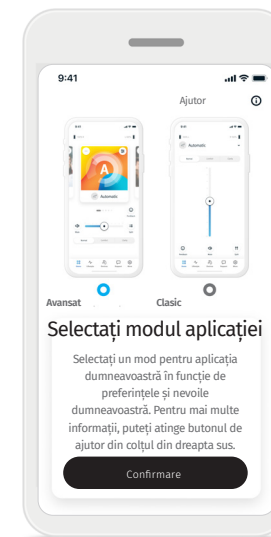 9:41
Ajutor
Automatic
Automatic
A
Avansat
Clasic
Selectați modul aplicației
Selectați un mod pentru aplicația
dumneavoastră în funcție de
preferințele și nevoile
dumneavoastră. Pentru mai multe
informații, puteți atinge butonul de
ajutor din colțul din dreapta sus.
Confirmare